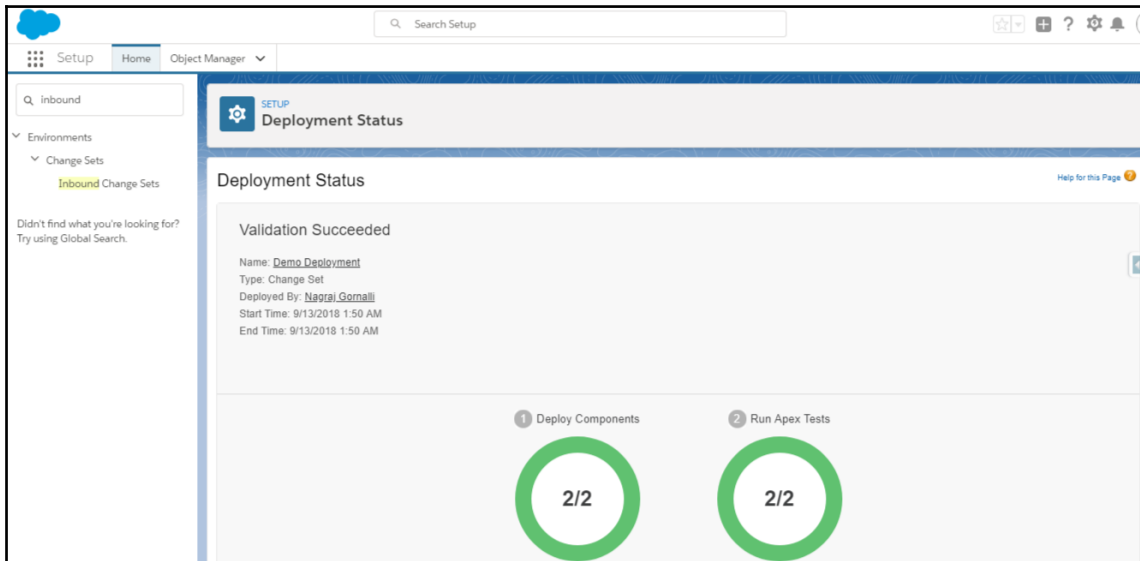 Search Setup
Setup
Home
Object Manager
inbound
Environments
Change Sets
Inbound Change Sets
Didn't find what you're looking for?
Try using Global Search.
SETUP
Deployment Status
Deployment Status
Help for this Page
Validation Succeeded
Name: Demo Deployment
Type: Change Set
Deployed By: Nagraj Gornalli
Start Time: 9/13/2018 1:50 AM
End Time: 9/13/2018 1:50 AM
1 Deploy Components
2 Run Apex Tests
2/2
2/2